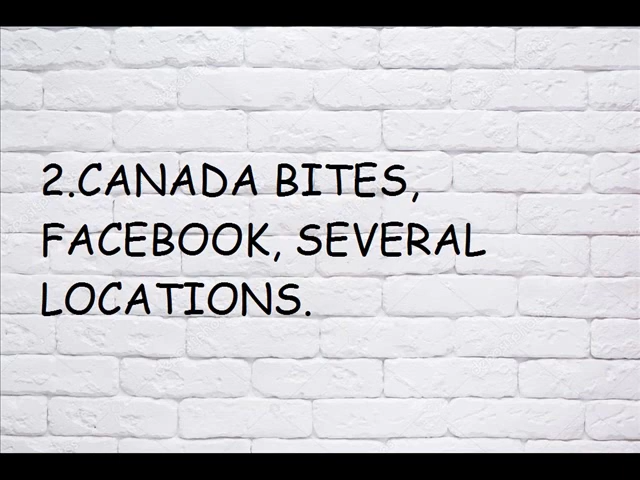 2.CANADA BITES,
FACEBOOK, SEVERAL
LOCATIONS.